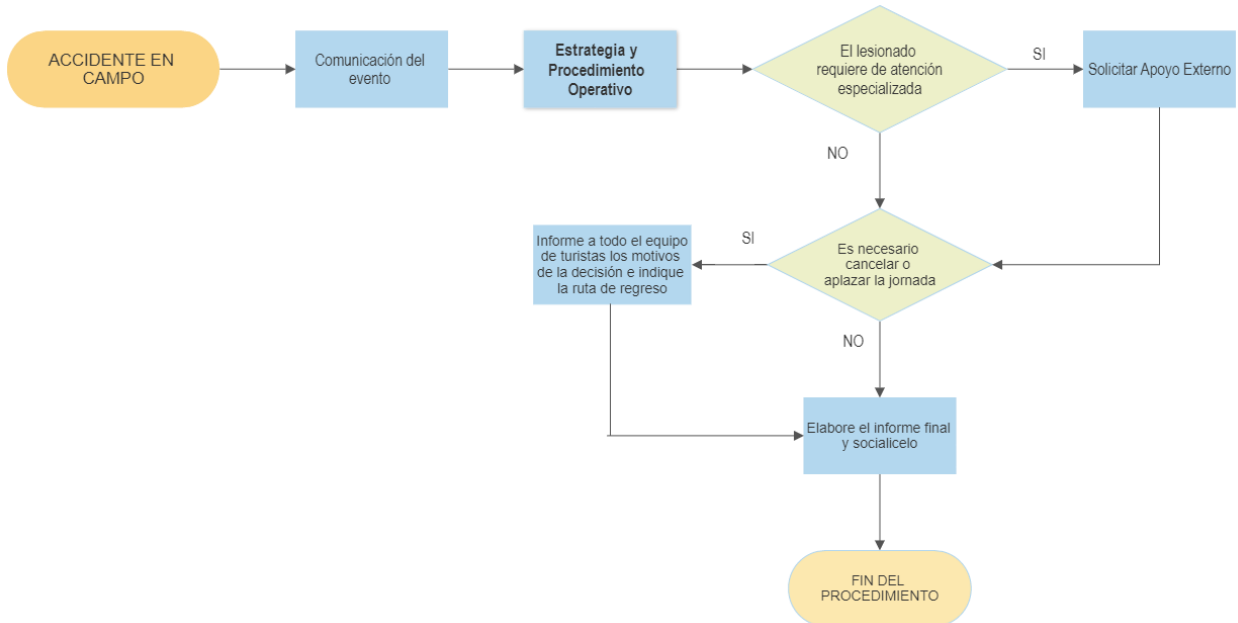 ACCIDENTE EN
CAMPO
Comunicación del
evento
Estrategia y
Procedimiento
Operativo
El lesionado
requiere de atención
especializada
SI
Solicitar Apoyo Externo
NO
Informe a todo el equipo
de turistas los motivos
de la decisión e indique
la ruta de regreso
SI
Es necesario
cancelar o
aplazar la jornada
NO
Elabore el informe final
y socialicelo
FIN DEL
PROCEDIMIENTO